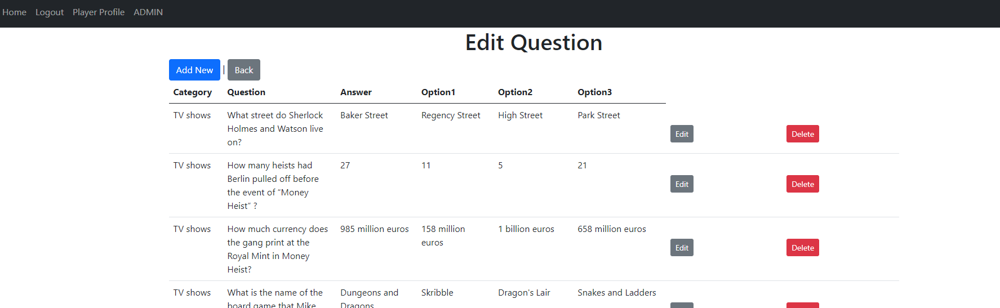 Home Logout Player Profile ADMIN
Edit Question
Add New | Back
Category Question Answer Option1 Option2 Option3
TV shows What street do Sherlock Baker Street Regency Street High Street Park Street
Holmes and Watson live
on?
Edit Delete
TV shows How many heists had 27 11 5 21
Berlin pulled off before
the event of “Money
Heist” ?
Edit Delete
TV shows How much currency does 985 million euros 158 million 1 billion euros 658 million euros
the gang print at the euros
Royal Mint in Money
Heist?
Edit Delete
TV shows What is the name of the Dungeons and Skribble Dragon's Lair Snakes and Ladders
board game that Mike Dragons